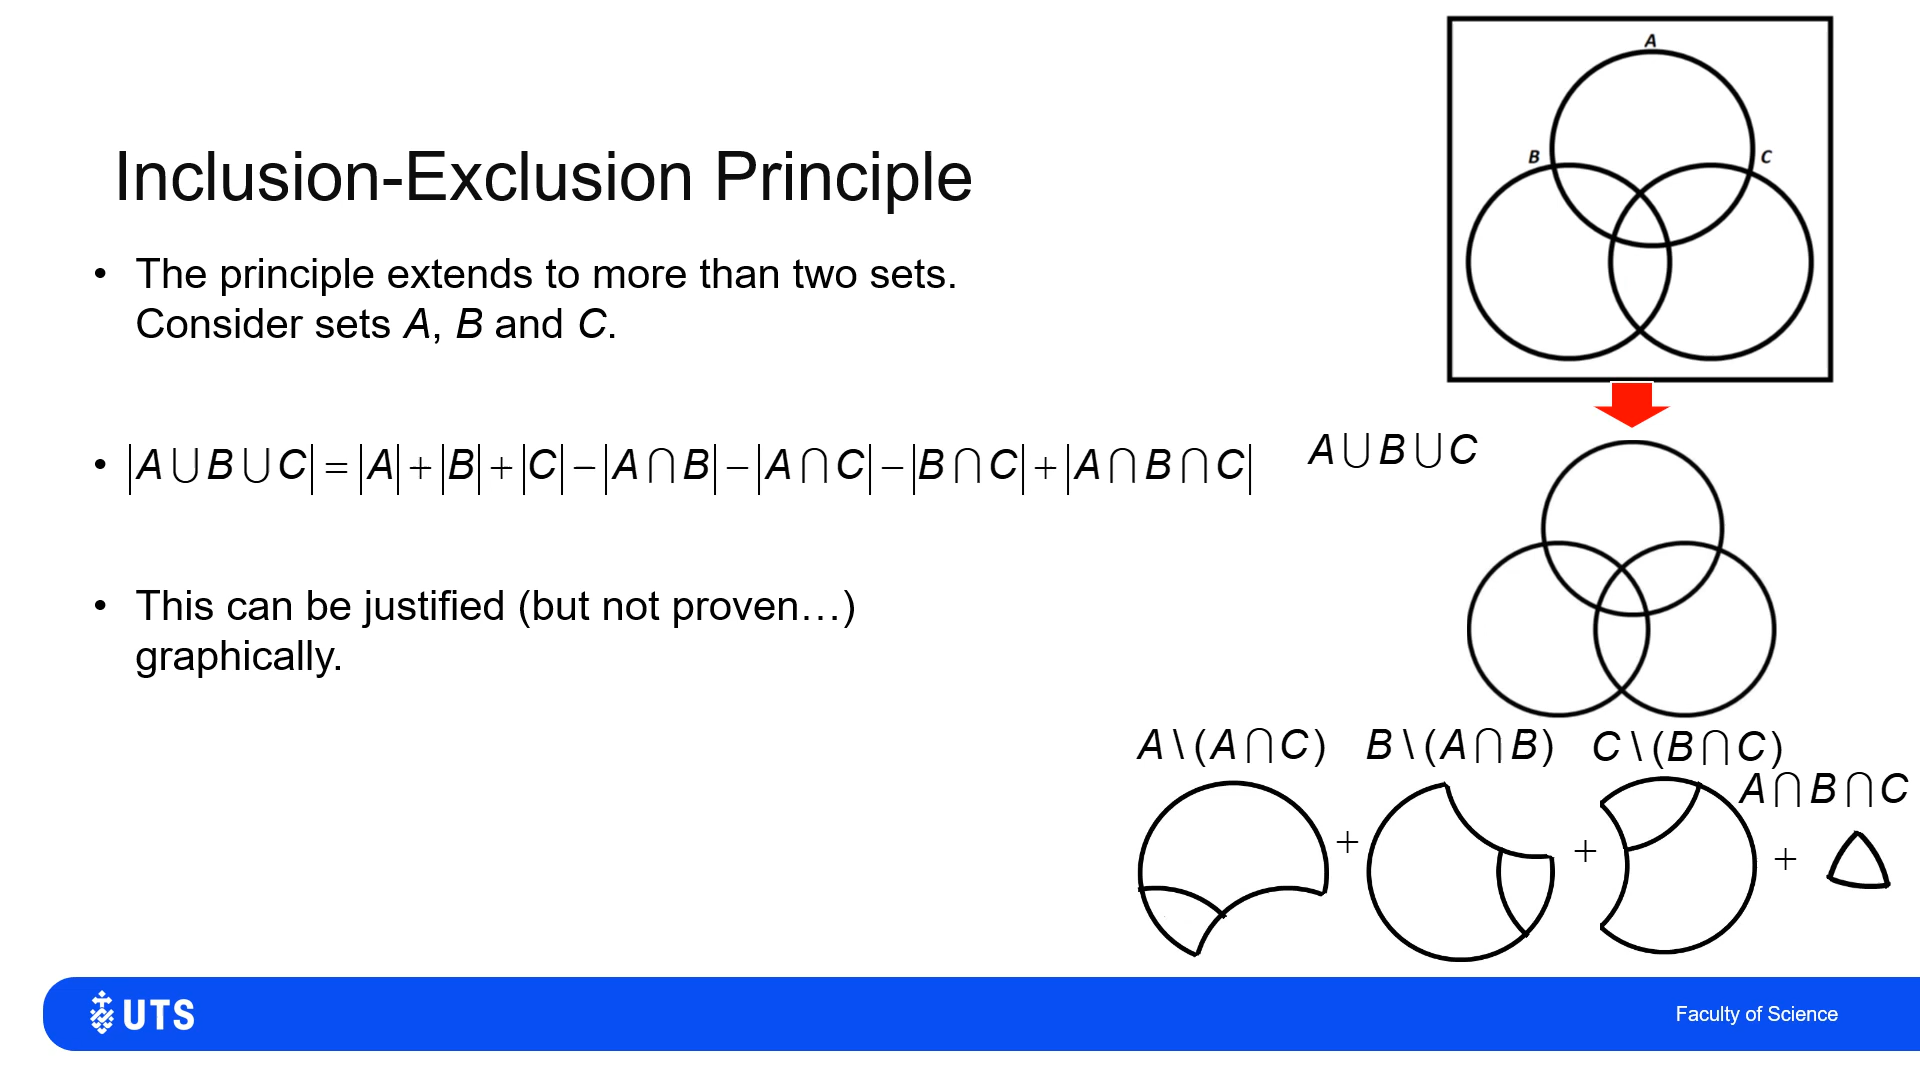 A
B
C
Inclusion-Exclusion Principle
• The principle extends to more than two sets.
Consider sets A, B and C.
• |A⋃B⋃C| = |A| + |B| + |C| − |A⋂B| − |A⋂C| − |B⋂C| + |A⋂B⋂C|
A⋃B⋃C
• This can be justified (but not proven…)
graphically.
A \ (A⋂C)
B \ (A⋂B)
C \ (B⋂C)
A⋂B⋂C
+
+
+
UTS
Faculty of Science